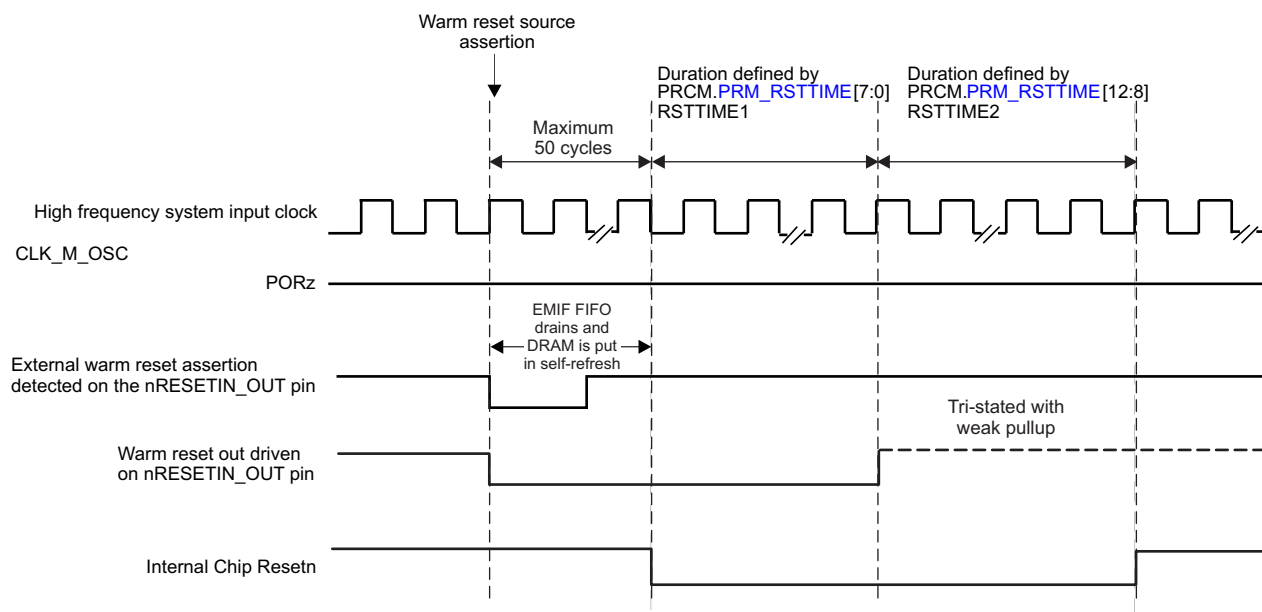 Warm reset source
assertion
Duration defined by
PRCM.PRM_RSTTIME[7:0]
RSTTIME1
Duration defined by
PRCM.PRM_RSTTIME[12:8]
RSTTIME2
Maximum
50 cycles
High frequency system input clock
CLK_M_OSC
PORz
EMIF FIFO
drains and
DRAM is put
in self-refresh
External warm reset assertion
detected on the nRESETIN_OUT pin
Tri-stated with
weak pullup
Warm reset out driven
on nRESETIN_OUT pin
Internal Chip Resetn